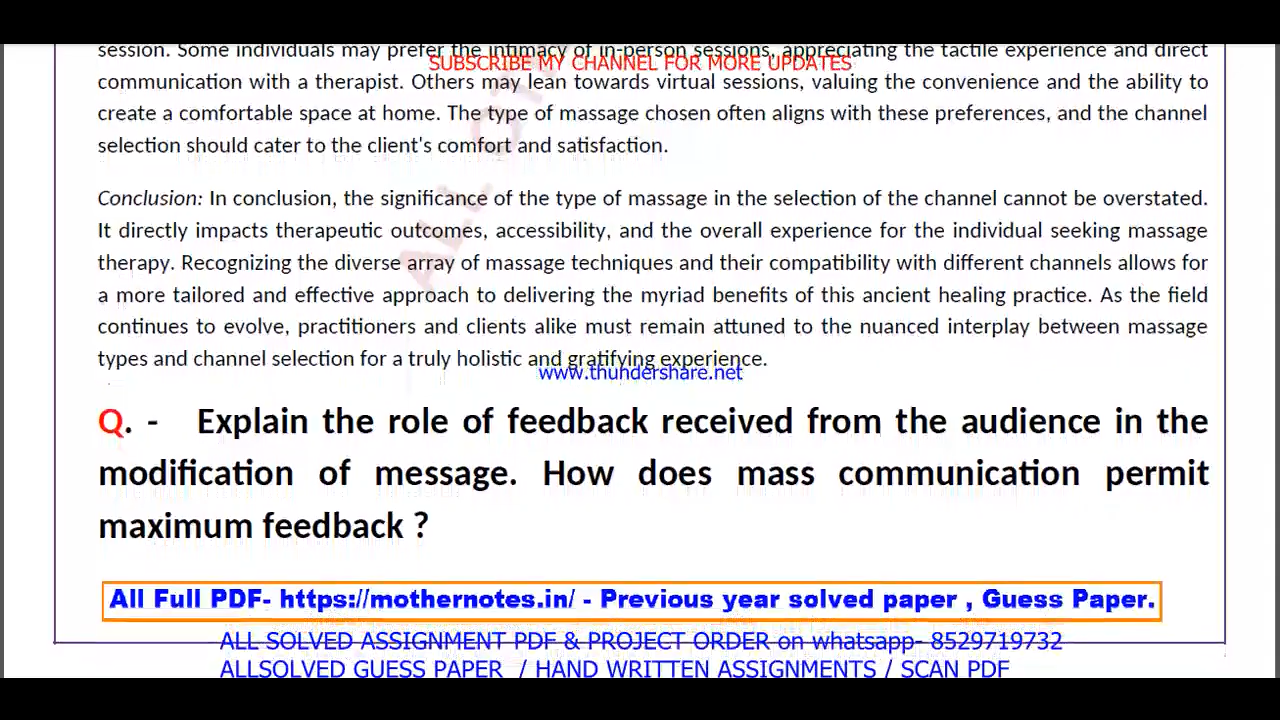 session. Some individuals may prefer the intimacy of in-person sessions, appreciating the tactile experience and direct
SUBSCRIBE MY CHANNEL FOR MORE UPDATES
communication with a therapist. Others may lean towards virtual sessions, valuing the convenience and the ability to
create a comfortable space at home. The type of massage chosen often aligns with these preferences, and the channel
selection should cater to the client's comfort and satisfaction.
Conclusion: In conclusion, the significance of the type of massage in the selection of the channel cannot be overstated.
It directly impacts therapeutic outcomes, accessibility, and the overall experience for the individual seeking massage
therapy. Recognizing the diverse array of massage techniques and their compatibility with different channels allows for
a more tailored and effective approach to delivering the myriad benefits of this ancient healing practice. As the field
continues to evolve, practitioners and clients alike must remain attuned to the nuanced interplay between massage
types and channel selection for a truly holistic and gratifying experience.
www.thundershare.net
Q. - Explain the role of feedback received from the audience in the
modification of message. How does mass communication permit
maximum feedback ?
All Full PDF- https://mothernotes.in/ - Previous year solved paper , Guess Paper.
ALL SOLVED ASSIGNMENT PDF & PROJECT ORDER on whatsapp- 8529719732
ALLSOLVED GUESS PAPER / HAND WRITTEN ASSIGNMENTS / SCAN PDF